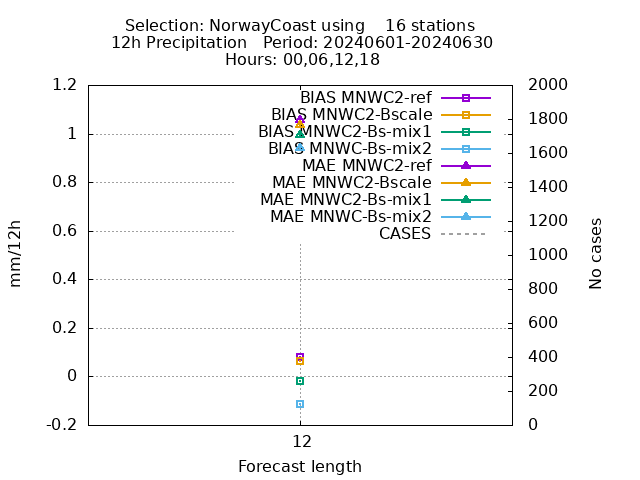 Selection: NorwayCoast using    16 stations
12h Precipitation   Period: 20240601-20240630
Hours: 00,06,12,18
1.2
1
0.8
0.6
0.4
0.2
0
-0.2
mm/12h
2000
1800
1600
1400
1200
1000
800
600
400
200
0
No cases
BIAS MNWC2-ref
BIAS MNWC2-Bscale
BIAS MNWC2-Bs-mix1
BIAS MNWC-Bs-mix2
MAE MNWC2-ref
MAE MNWC2-Bscale
MAE MNWC2-Bs-mix1
MAE MNWC-Bs-mix2
CASES
12
Forecast length